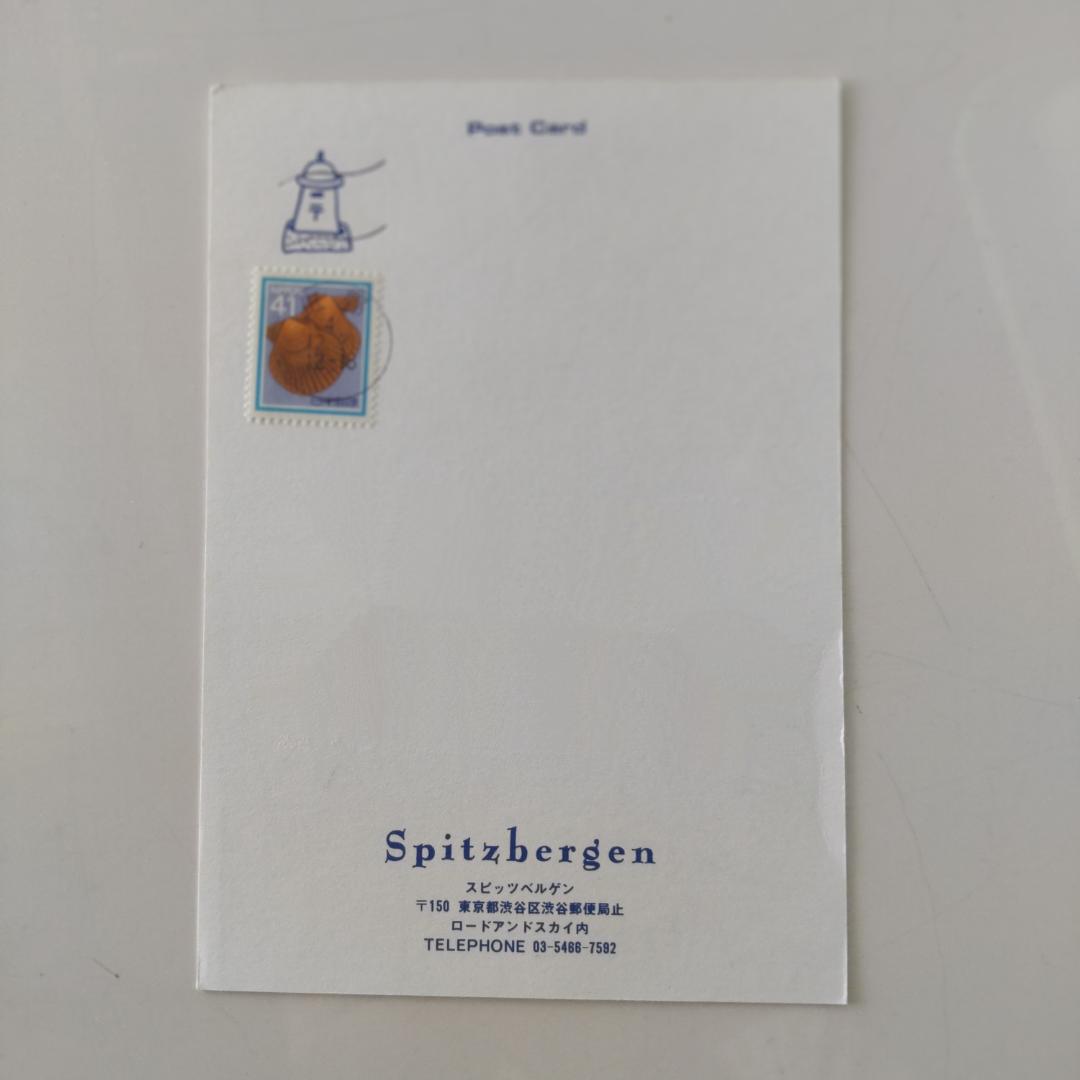 Post Card
〒
41
Spitzbergen
スピッツベルゲン
〒150 東京都渋谷区渋谷郵便局止
ロードアンドスカイ内
TELEPHONE 03-5466-7592